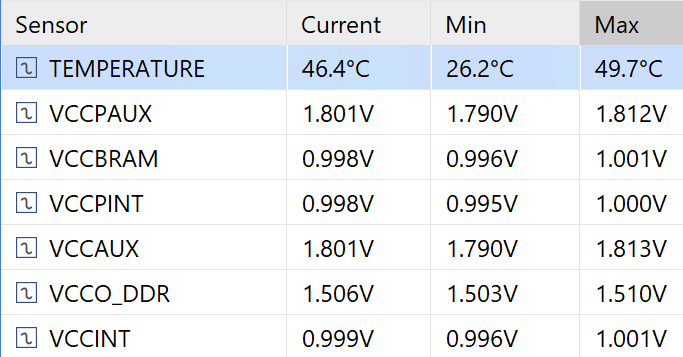 Sensor Current Min Max
TEMPERATURE 46.4°C 26.2°C 49.7°C
VCCPAUX 1.801V 1.790V 1.812V
VCCBRAM 0.998V 0.996V 1.001V
VCCPINT 0.998V 0.995V 1.000V
VCCAUX 1.801V 1.790V 1.813V
VCCO_DDR 1.506V 1.503V 1.510V
VCCINT 0.999V 0.996V 1.001V